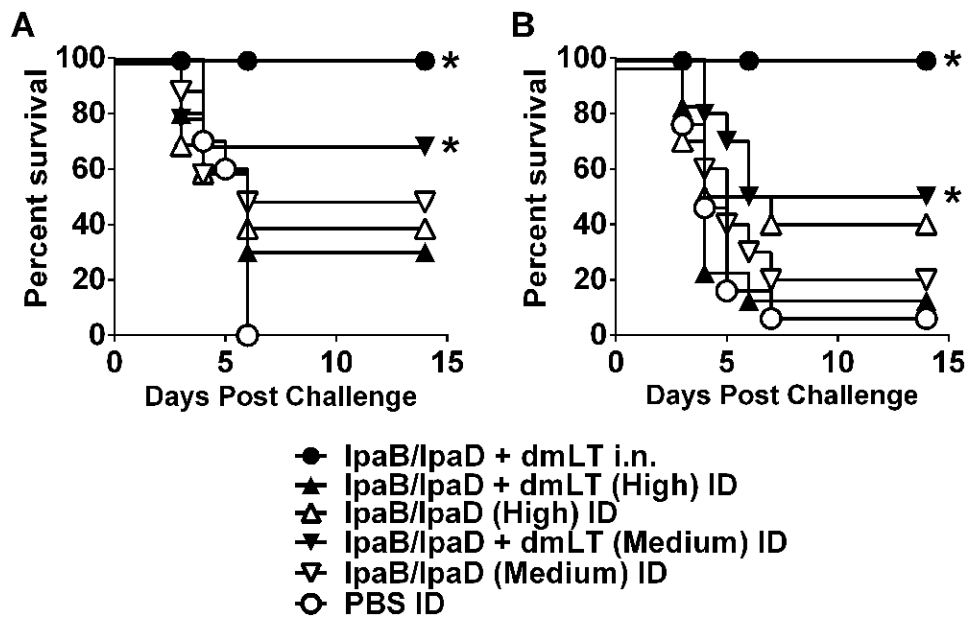 A
B
Percent survival
100
80
60
40
20
0
*
*
0
5
10
15
Days Post Challenge
Percent survival
100
80
60
40
20
0
*
*
0
5
10
15
Days Post Challenge
IpaB/IpaD + dmLT i.n.
IpaB/IpaD + dmLT (High) ID
IpaB/IpaD (High) ID
IpaB/IpaD + dmLT (Medium) ID
IpaB/IpaD (Medium) ID
PBS ID